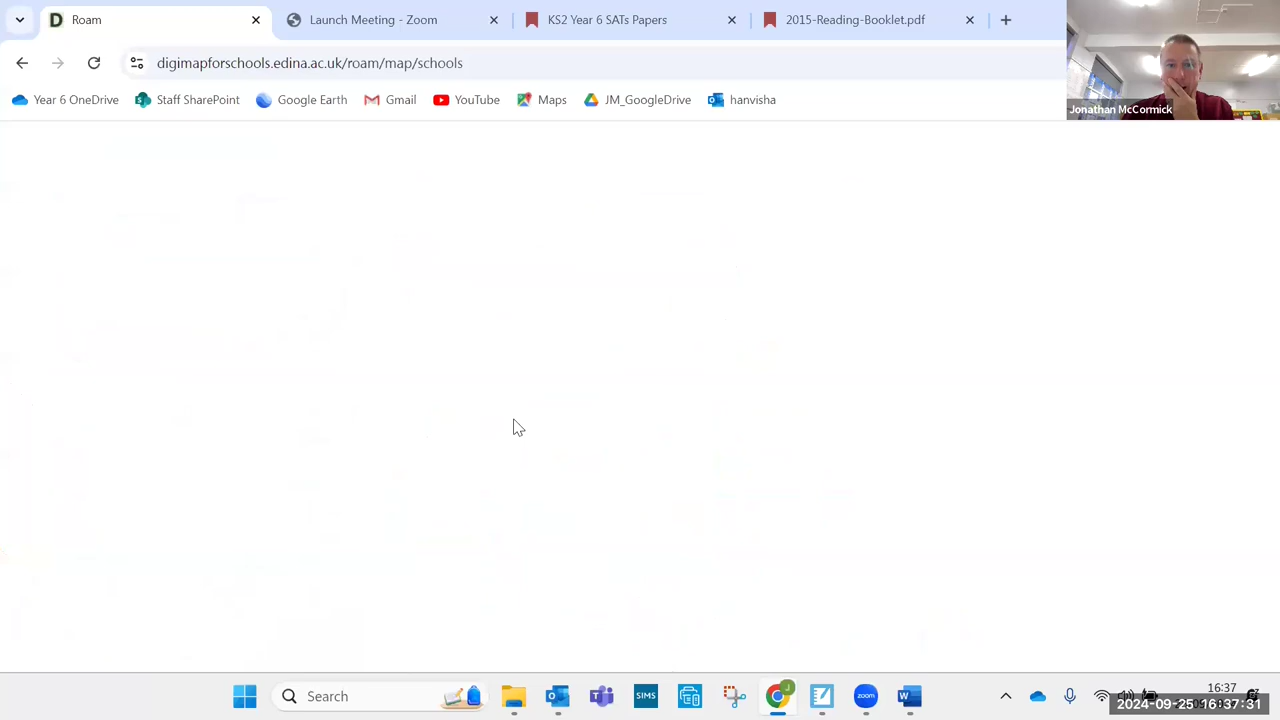 Roam
Launch Meeting - Zoom
KS2 Year 6 SATs Papers
2015-Reading-Booklet.pdf
digimapforschools.edina.ac.uk/roam/map/schools
Year 6 OneDrive
Staff SharePoint
Google Earth
Gmail
YouTube
Maps
JM_GoogleDrive
hanvisha
Jonathan McCormick
Search
SIMS
zoom
J
16:37
2024-09-25 16:37:31